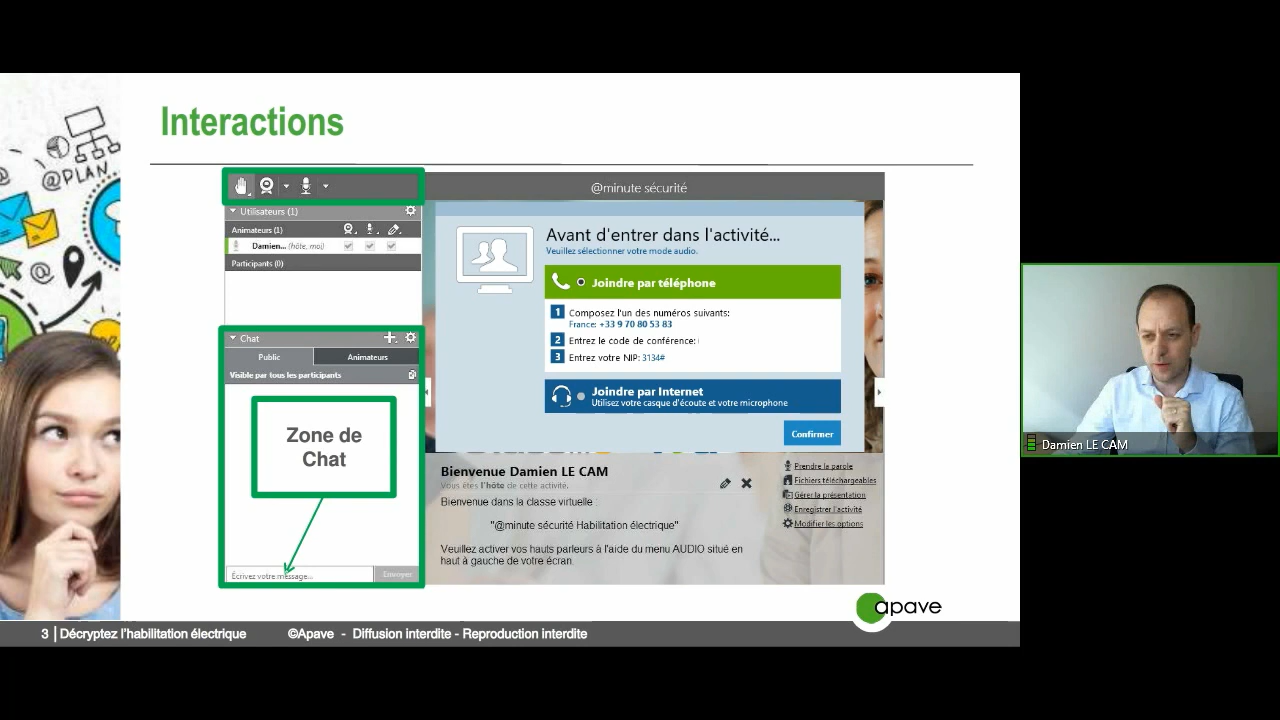 Interactions
@PLAN
@minute sécurité
Utilisateurs (1)
Animateurs (1)
Damien... (hôte, moi)
Participants (0)
Chat
Public
Animateurs
Visible par tous les participants
Zone de
Chat
Écrivez votre message...
Envoyer
Avant d'entrer dans l'activité...
Veuillez sélectionner votre mode audio.
Joindre par téléphone
1 Composez l'un des numéros suivants:
France: +33 9 70 80 53 83
2 Entrez le code de conférence:
3 Entrez votre NIP: 3134#
Joindre par Internet
Utilisez votre casque d'écoute et votre microphone
Confirmer
Bienvenue Damien LE CAM
Vous êtes l'hôte de cette activité.
Bienvenue dans la classe virtuelle :
"@minute sécurité Habilitation électrique"
Veuillez activer vos hauts parleurs à l'aide du menu AUDIO situé en
haut à gauche de votre écran.
Prendre la parole
Fichiers téléchargeables
Gérer la présentation
Enregistrer l'activité
Modifier les options
apave
3 | Décryptez l'habilitation électrique ©Apave - Diffusion interdite - Reproduction interdite
Damien LE CAM